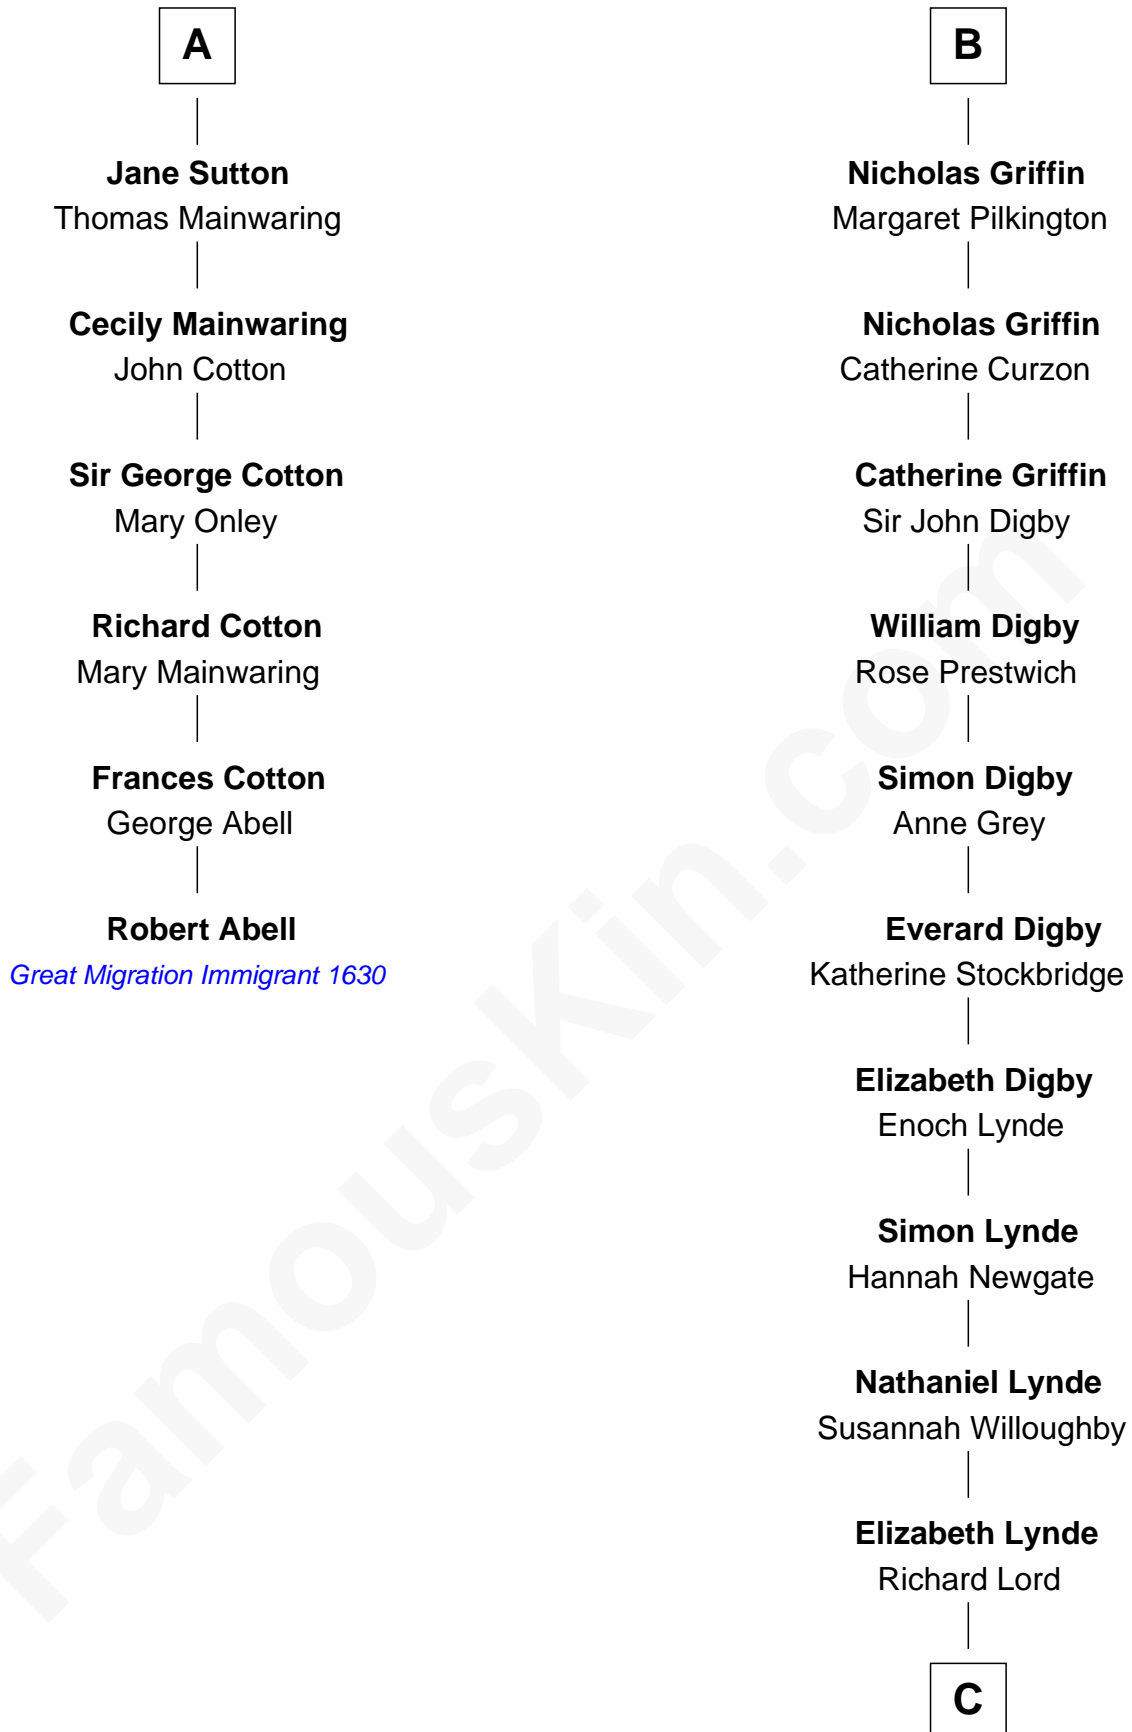 A
Jane Sutton
Thomas Mainwaring
Cecily Mainwaring
John Cotton
Sir George Cotton
Mary Onley
Richard Cotton
Mary Mainwaring
Frances Cotton
George Abell
Robert Abell
Great Migration Immigrant 1630
B
Nicholas Griffin
Margaret Pilkington
Nicholas Griffin
Catherine Curzon
Catherine Griffin
Sir John Digby
William Digby
Rose Prestwich
Simon Digby
Anne Grey
Everard Digby
Katherine Stockbridge
Elizabeth Digby
Enoch Lynde
Simon Lynde
Hannah Newgate
Nathaniel Lynde
Susannah Willoughby
Elizabeth Lynde
Richard Lord
C
FamousKin.com